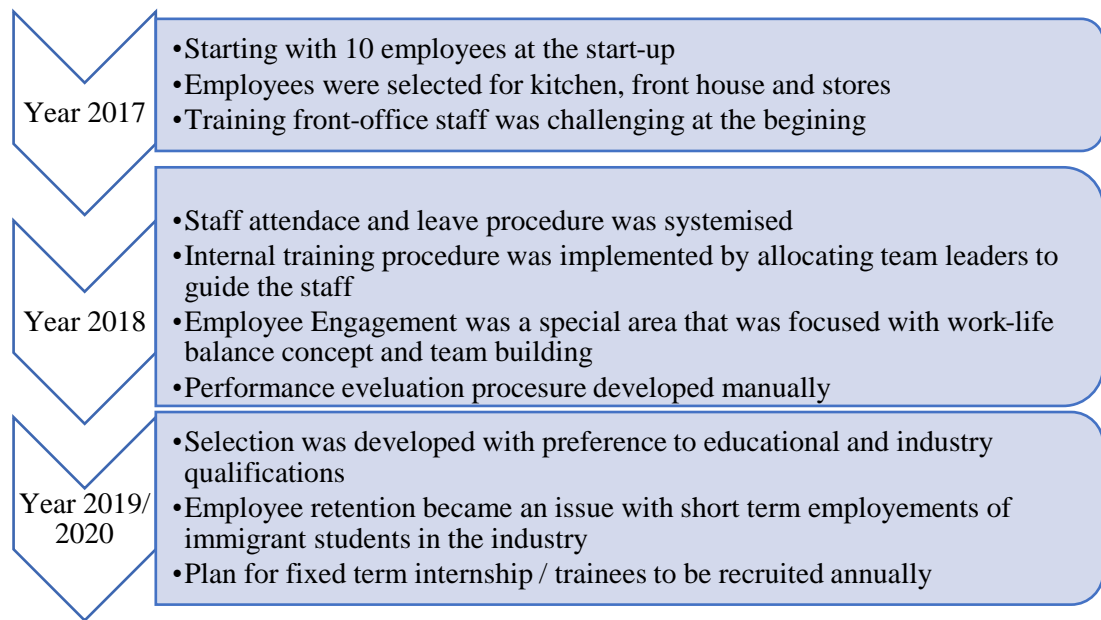 Year 2017
•Starting with 10 employees at the start-up
•Employees were selected for kitchen, front house and stores
•Training front-office staff was challenging at the begining
Year 2018
•Staff attendace and leave procedure was systemised
•Internal training procedure was implemented by allocating team leaders to
guide the staff
•Employee Engagement was a special area that was focused with work-life
balance concept and team building
•Performance eveluation procesure developed manually
Year 2019/
2020
•Selection was developed with preference to educational and industry
qualifications
•Employee retention became an issue with short term employements of
immigrant students in the industry
•Plan for fixed term internship / trainees to be recruited annually